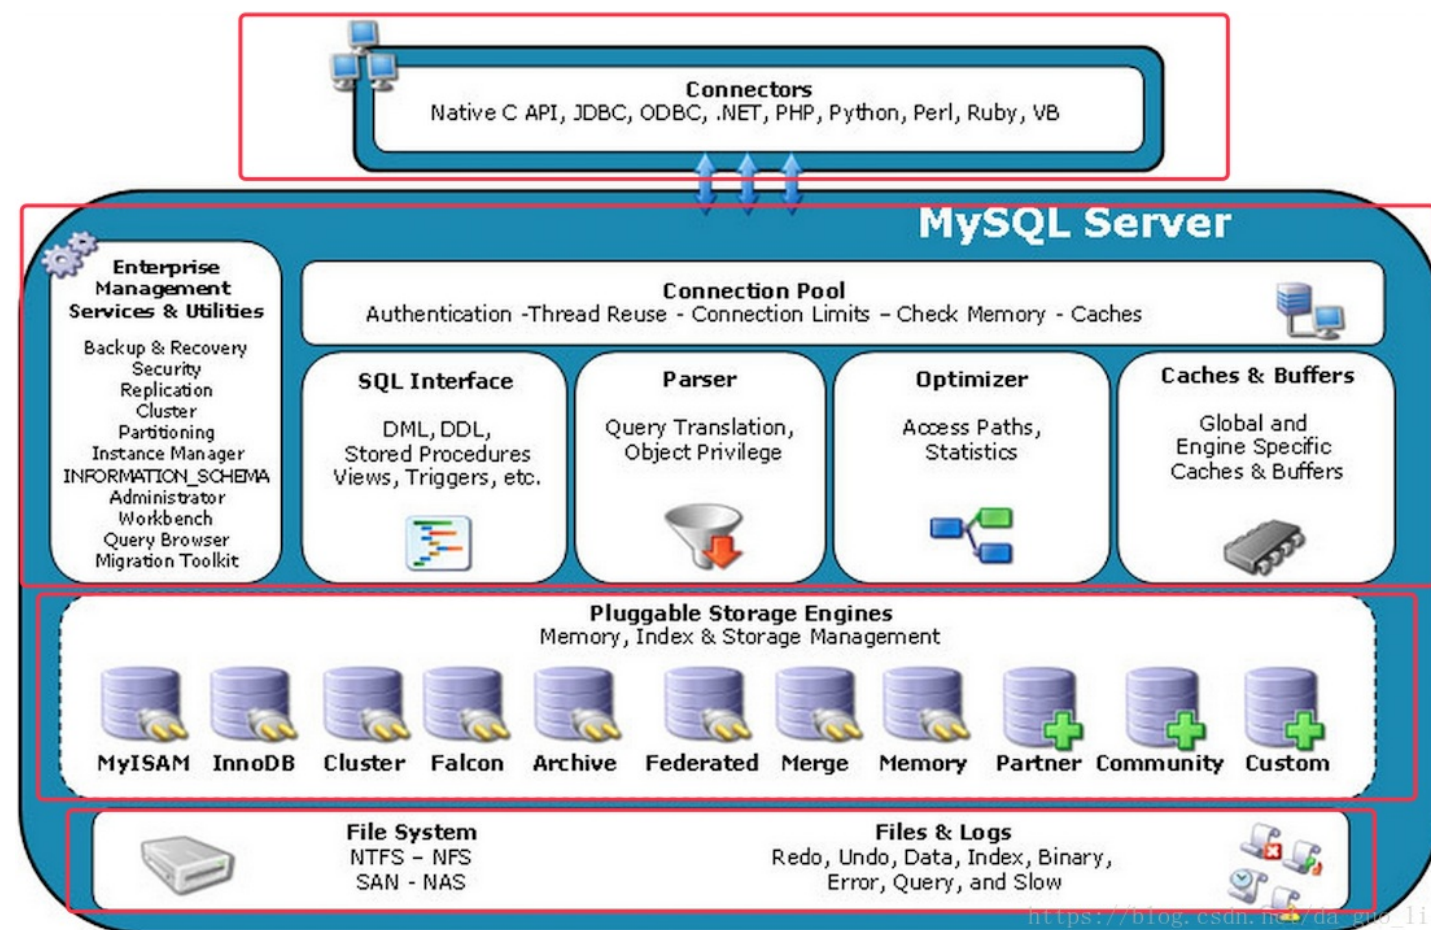 Connectors
Native C API, JDBC, ODBC, .NET, PHP, Python, Perl, Ruby, VB
MySQL Server
Enterprise
Management
Services & Utilities
Backup & Recovery
Security
Replication
Cluster
Partitioning
Instance Manager
INFORMATION_SCHEMA
Administrator
Workbench
Query Browser
Migration Toolkit
Connection Pool
Authentication -Thread Reuse - Connection Limits – Check Memory - Caches
SQL Interface
DML, DDL,
Stored Procedures
Views, Triggers, etc.
Parser
Query Translation,
Object Privilege
Optimizer
Access Paths,
Statistics
Caches & Buffers
Global and
Engine Specific
Caches & Buffers
Pluggable Storage Engines
Memory, Index & Storage Management
MyISAM InnoDB Cluster Falcon Archive Federated Merge Memory Partner Community Custom
File System
NTFS – NFS
SAN - NAS
Files & Logs
Redo, Undo, Data, Index, Binary,
Error, Query, and Slow
https://blog.csdn.net/da_guo_li